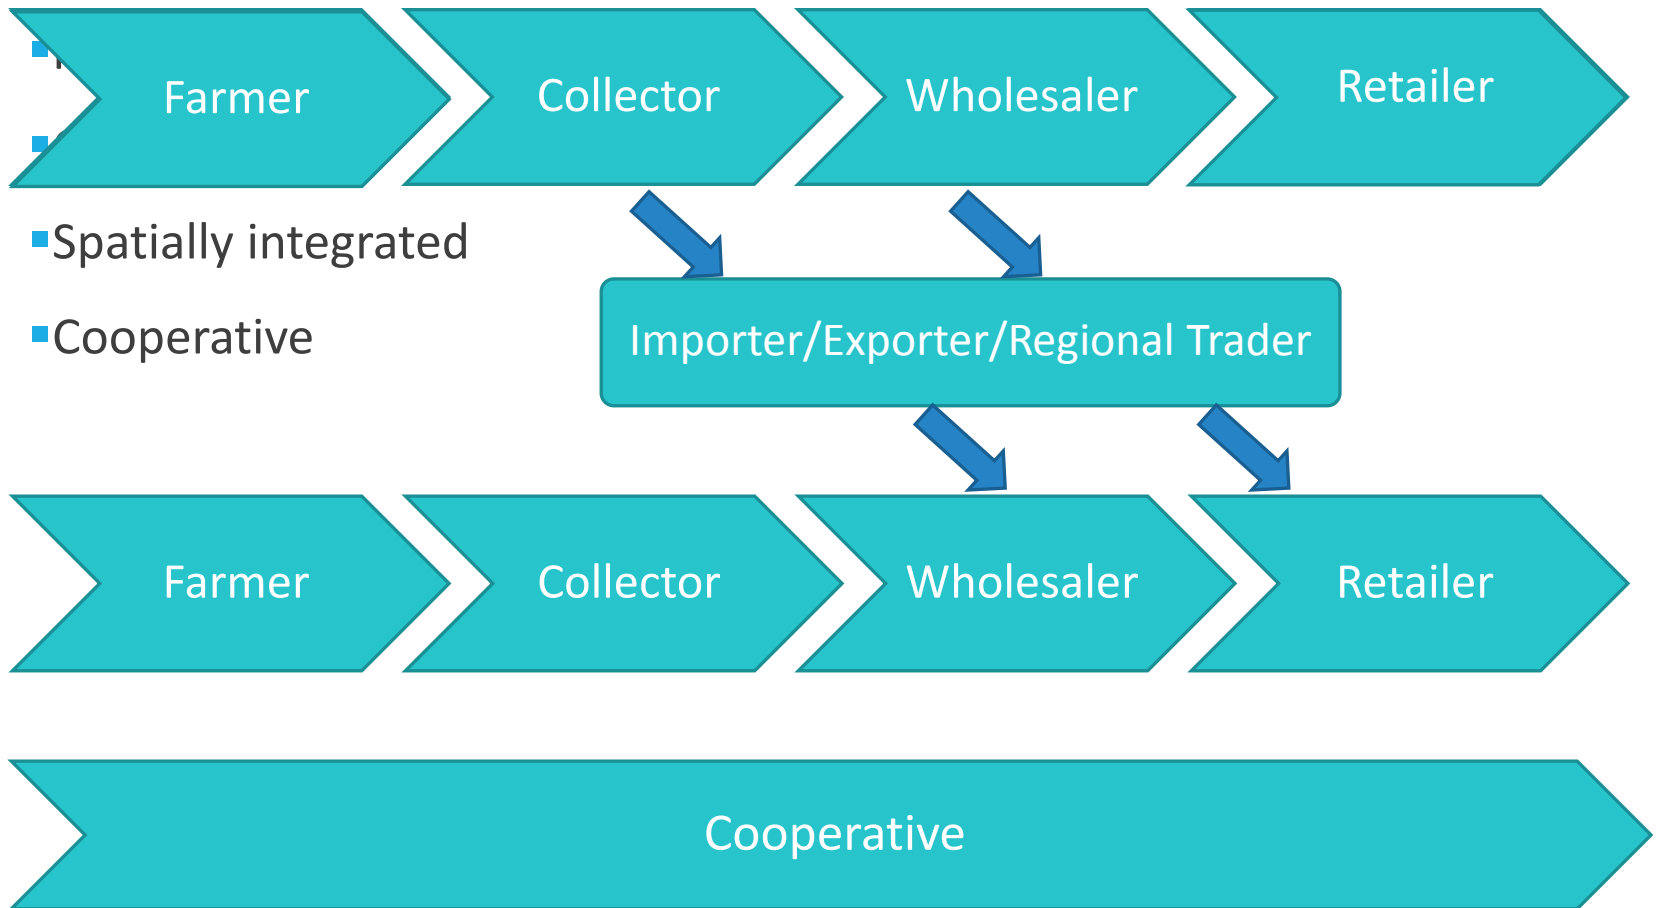 Farmer
Collector
Wholesaler
Retailer
Spatially integrated
Cooperative
Importer/Exporter/Regional Trader
Farmer
Collector
Wholesaler
Retailer
Cooperative